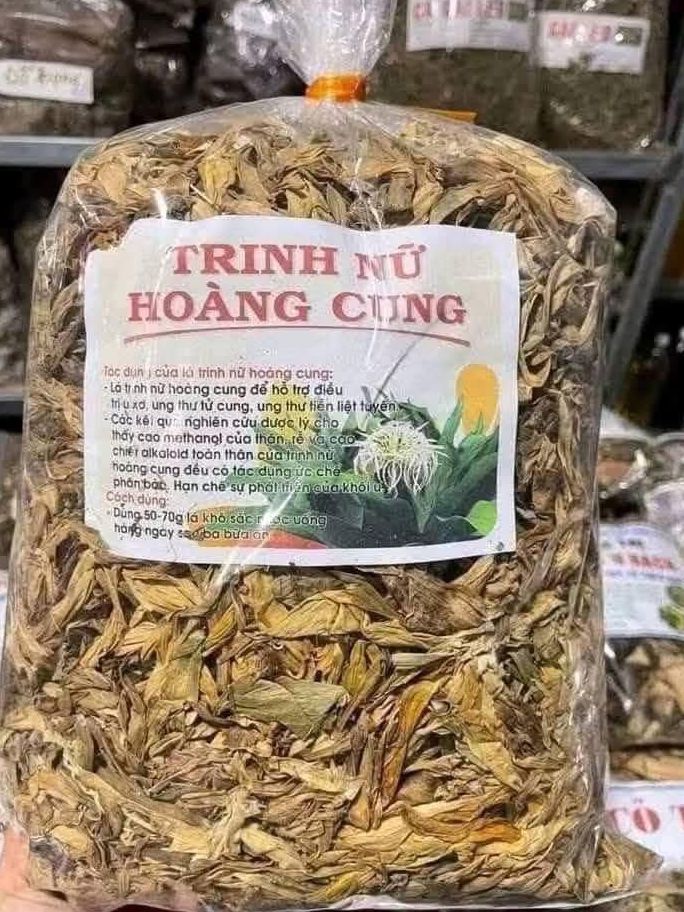 TRINH NỮ
HOÀNG CUNG
Tác dụng của lá trinh nữ hoàng cung:
- Lá trinh nữ hoàng cung để hỗ trợ điều
trị u xơ, ung thư tử cung, ung thư tiền liệt tuyến.
- Các kết quả nghiên cứu dược lý cho
thấy cao methanol của thân, rễ và cao
chiết alkaloid toàn thân của trinh nữ
hoàng cung đều có tác dụng ức chế
phân bào. Hạn chế sự phát triển của khối u.
Cách dùng:
- Dùng 50-70g lá khô sắc nước uống
hàng ngày sau ba bữa ăn